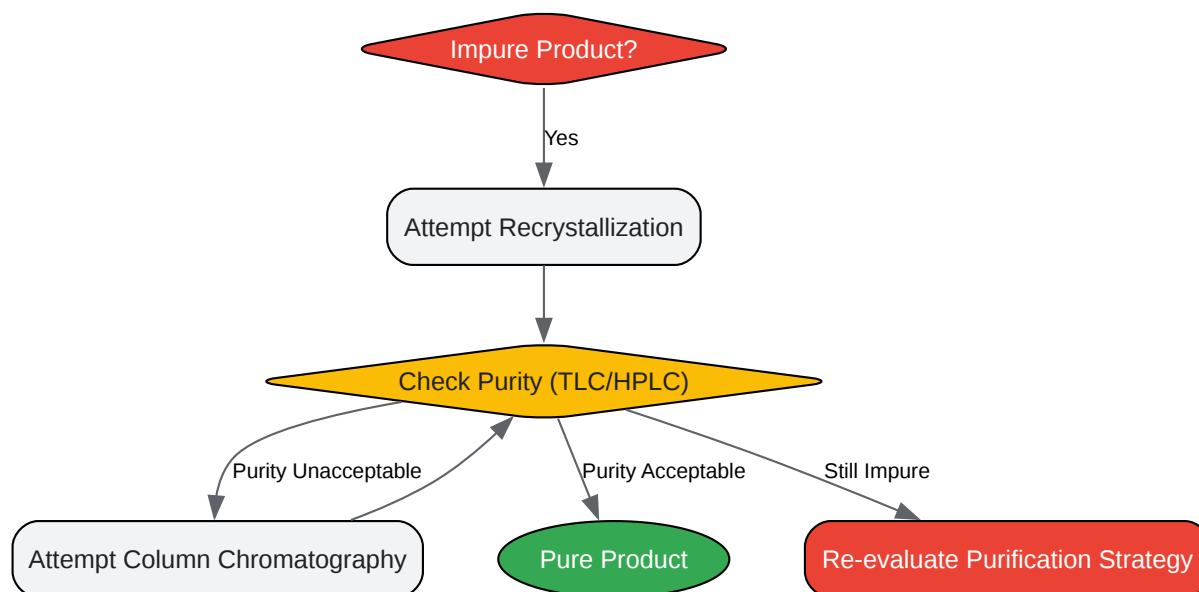 Impure Product?
Yes
Attempt Recrystallization
Check Purity (TLC/HPLC)
Purity Unacceptable
Purity Acceptable
Still Impure
Attempt Column Chromatography
Pure Product
Re-evaluate Purification Strategy